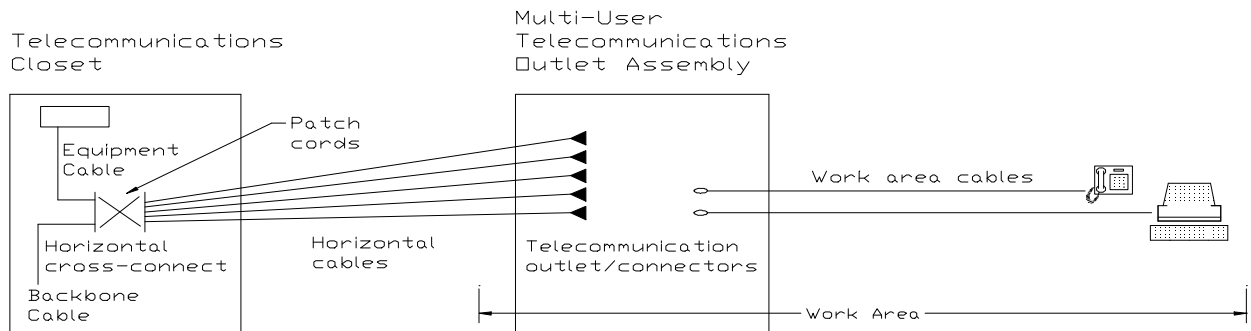 Telecommunications
Closet
Multi-User
Telecommunications
Outlet Assembly
Patch
cords
Equipment
Cable
Horizontal
cross-connect
Backbone
Cable
Horizontal
cables
Telecommunication
outlet/connectors
Work area cables
Work Area